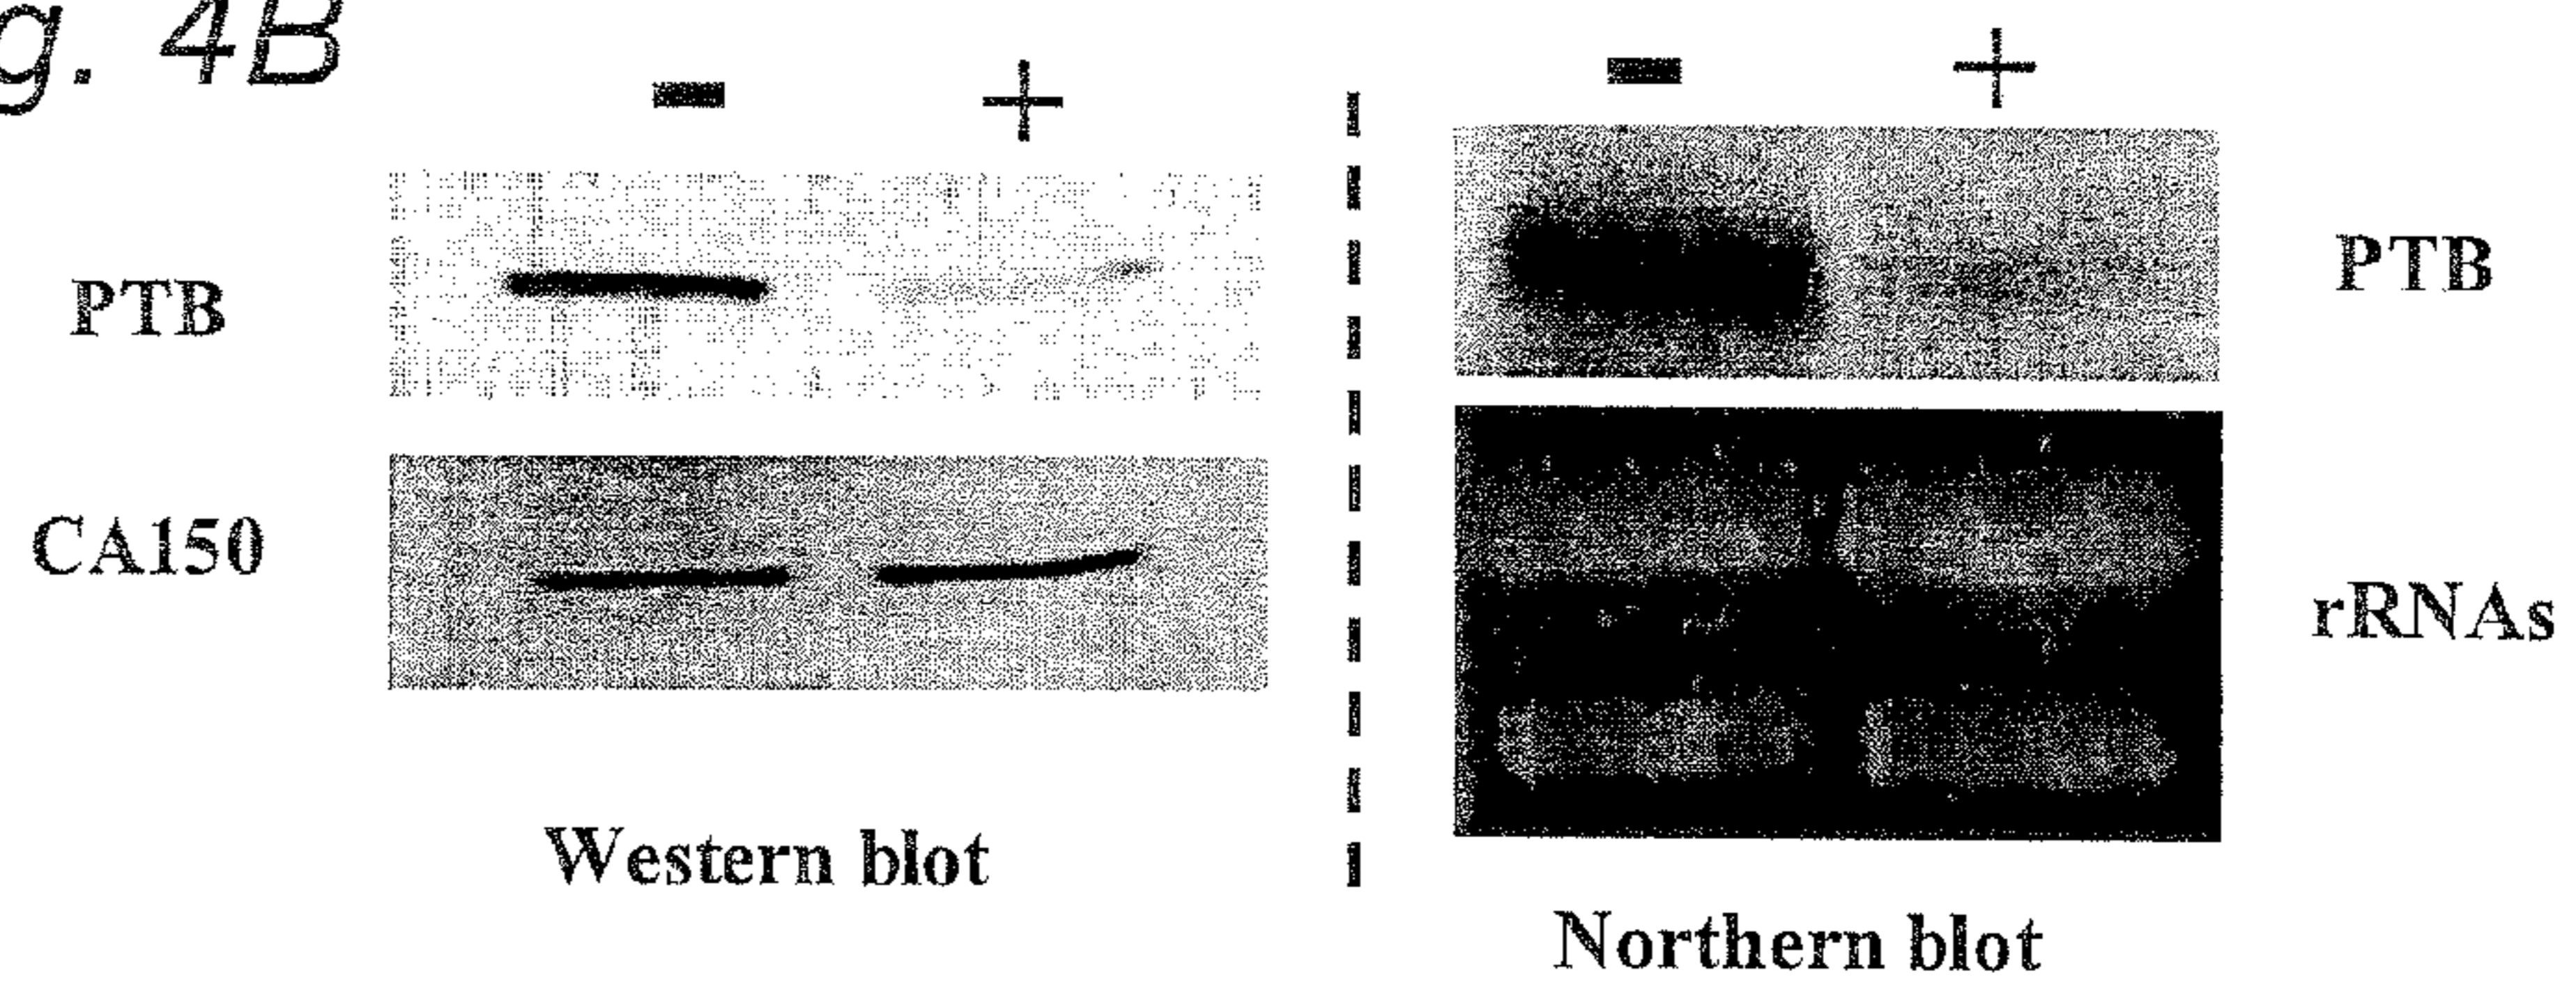 g. 4B
- +
- +
PTB
PTB
CA150
rRNAs
Western blot
Northern blot